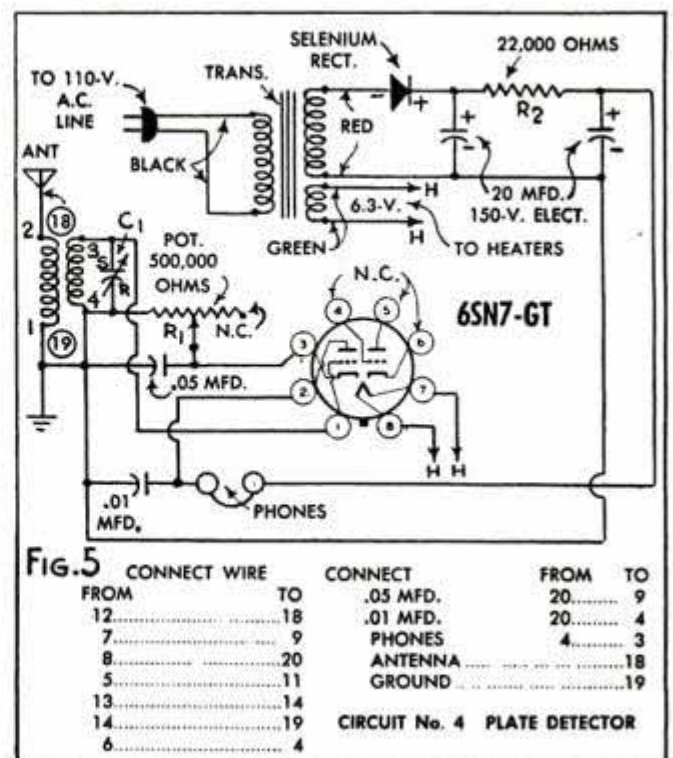 SELENIUM
RECT.
22,000 OHMS
TO 110-V.
A.C.
LINE
TRANS.
- +
R2
RED
BLACK
ANT
+
-
+
-
20 MFD.
150-V. ELECT.
H
6.3-V.
H
GREEN
TO HEATERS
18
2
C1
3
S
R
4
POT.
500,000
OHMS
R1
N.C.
1
19
N.C.
4
5
6
3
2
7
1
8
6SN7-GT
.05 MFD.
H H
PHONES
.01
MFD.
FIG.5
CONNECT WIRE
FROM TO
12 18
7 9
8 20
5 11
13 14
14 19
6 4
CONNECT FROM TO
.05 MFD. 20 9
.01 MFD. 20 4
PHONES 4 3
ANTENNA 18
GROUND 19
CIRCUIT No. 4 PLATE DETECTOR